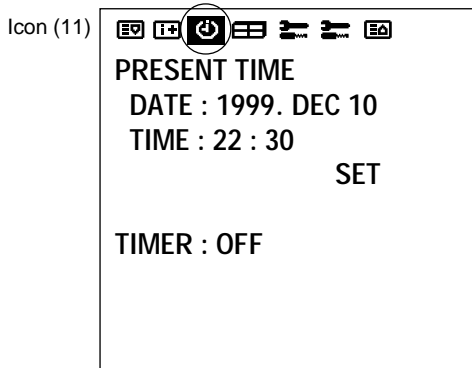 Icon (11)
PRESENT TIME
DATE : 1999. DEC 10
TIME : 22 : 30
SET
TIMER : OFF